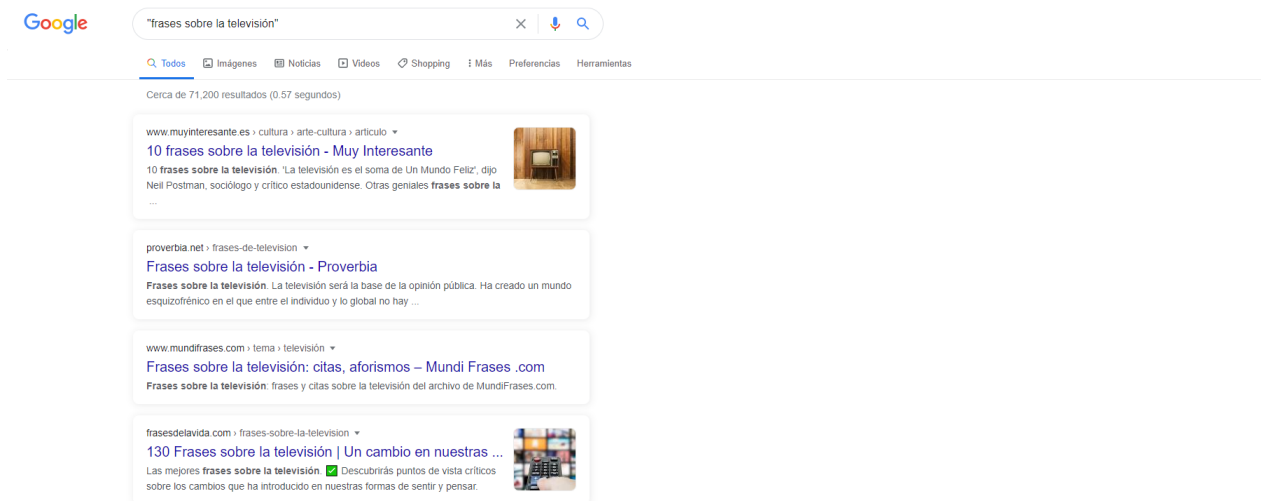 Google
"frases sobre la televisión"
Todos Imágenes Noticias Videos Shopping Más Preferencias Herramientas
Cerca de 71,200 resultados (0.57 segundos)
www.muyinteresante.es › cultura › arte-cultura › articulo
10 frases sobre la televisión - Muy Interesante
10 frases sobre la televisión. 'La televisión es el soma de Un Mundo Feliz', dijo
Neil Postman, sociólogo y crítico estadounidense. Otras geniales frases sobre la
...
proverbia.net › frases-de-television
Frases sobre la televisión - Proverbia
Frases sobre la televisión. La televisión será la base de la opinión pública. Ha creado un mundo
esquizofrénico en el que entre el individuo y lo global no hay ...
www.mundifrases.com › tema › televisión
Frases sobre la televisión: citas, aforismos – Mundi Frases .com
Frases sobre la televisión: frases y citas sobre la televisión del archivo de MundiFrases.com.
frasesdelavida.com › frases-sobre-la-television
130 Frases sobre la televisión | Un cambio en nuestras ...
Las mejores frases sobre la televisión. ✅ Descubrirás puntos de vista críticos
sobre los cambios que ha introducido en nuestras formas de sentir y pensar.